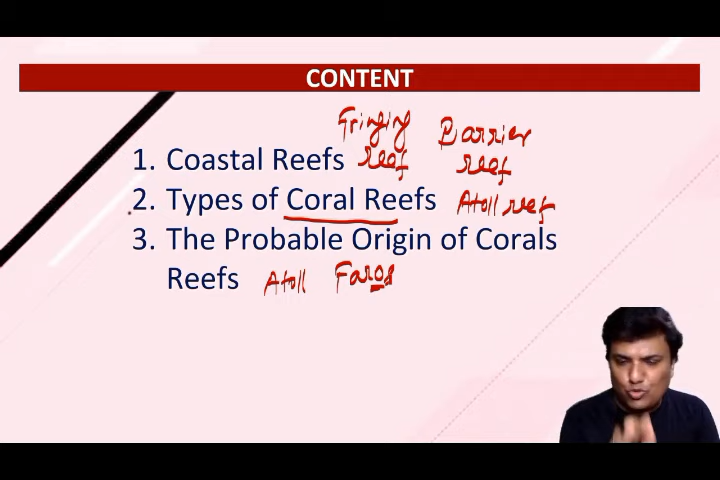 CONTENT
Fringing Barrier
1. Coastal Reefs reef reef
2. Types of Coral Reefs Atoll reef
3. The Probable Origin of Corals
Reefs Atoll Faros